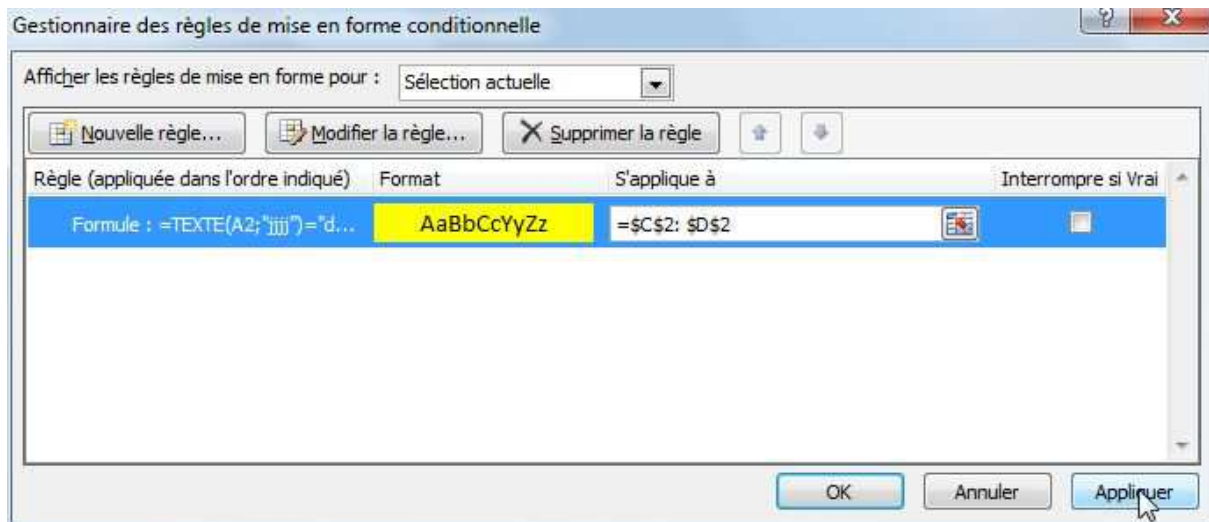 Gestionnaire des règles de mise en forme conditionnelle
Afficher les règles de mise en forme pour : Sélection actuelle
Nouvelle règle... Modifier la règle... Supprimer la règle
Règle (appliquée dans l'ordre indiqué) Format S'applique à Interrompre si Vrai
Formule : =TEXTE(A2;"jjjj")="d... AaBbCcYyZz =$C$2: $D$2
OK Annuler Appliquer